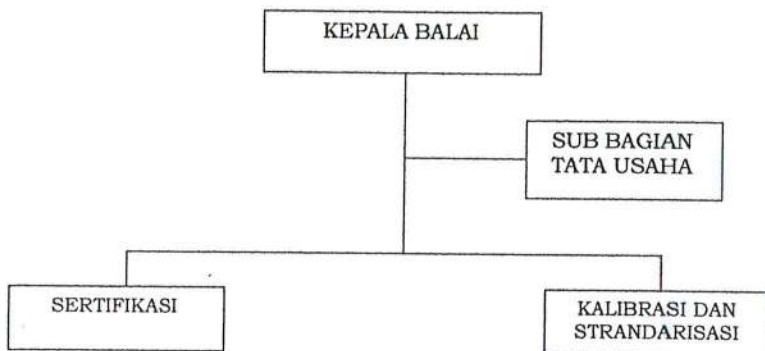 KEPALA BALAI
SUB BAGIAN
TATA USAHA
SERTIFIKASI
KALIBRASI DAN
STRANDARISASI